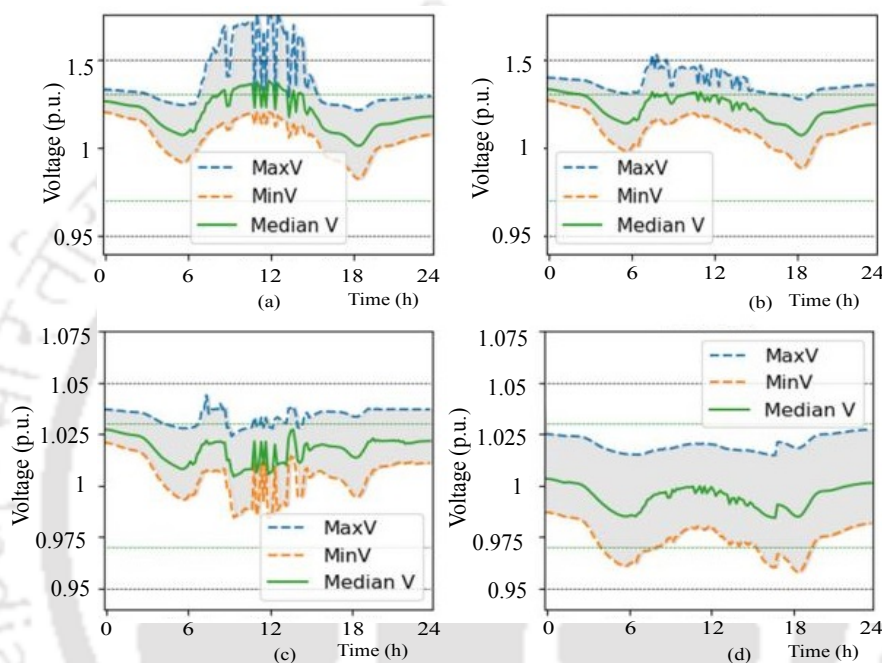 Voltage (p.u.)
1.5
1
0.95
MaxV
MinV
Median V
0 6 12 18 24
(a) Time (h)
Voltage (p.u.)
1.5
1
0.95
MaxV
MinV
Median V
0 6 12 18 24
(b) Time (h)
Voltage (p.u.)
1.075
1.05
1.025
1
0.975
0.95
MaxV
MinV
Median V
0 6 12 18 24
(c) Time (h)
Voltage (p.u.)
1.075
1.05
1.025
1
0.975
0.95
MaxV
MinV
Median V
0 6 12 18 24
(d) Time (h)